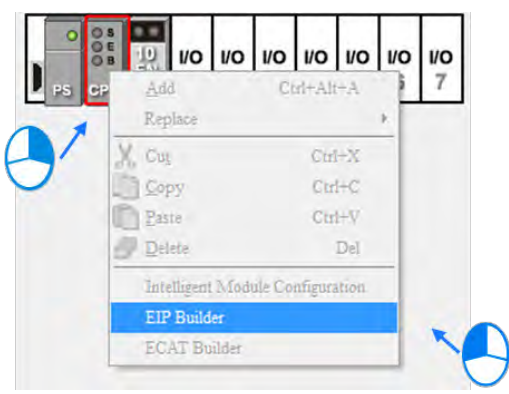 S
E
B
10
I/O I/O I/O I/O I/O I/O I/O
PS CP 7
Add Ctrl+Alt+A
Replace
Cut Ctrl+X
Copy Ctrl+C
Paste Ctrl+V
Delete Del
Intelligent Module Configuration
EIP Builder
ECAT Builder